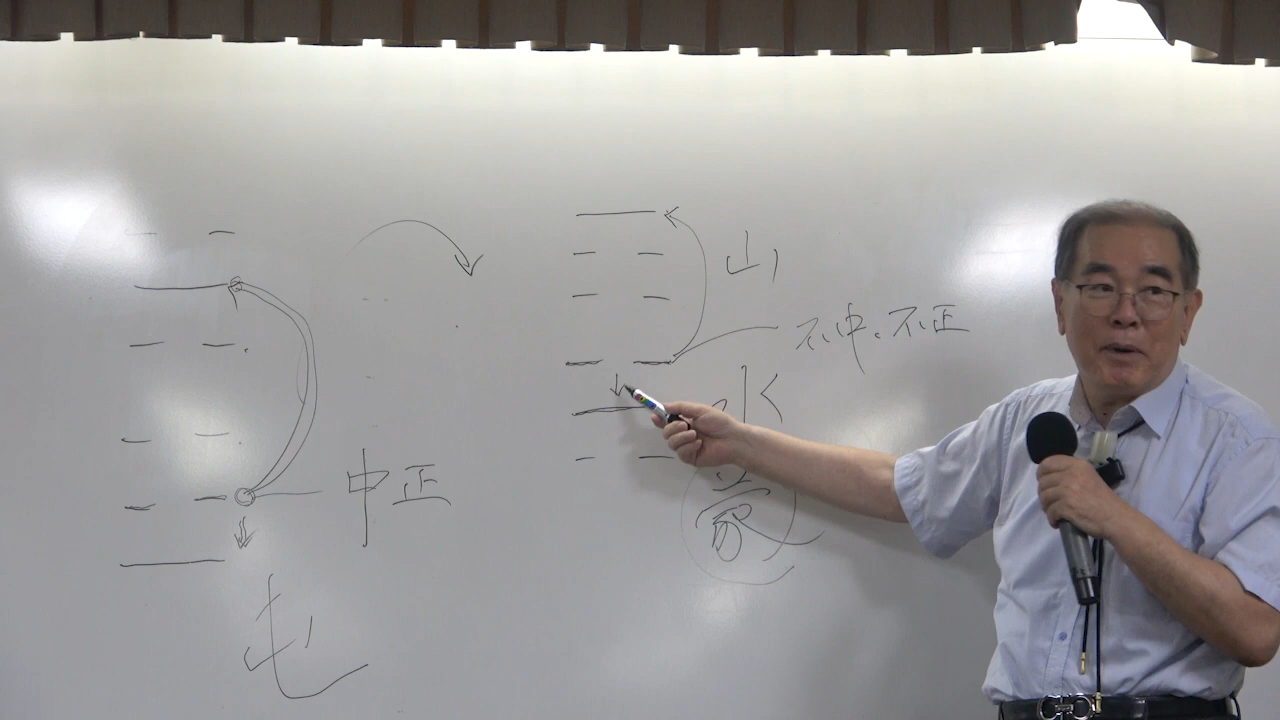 山
不中、不正
水
中正
蒙
屯